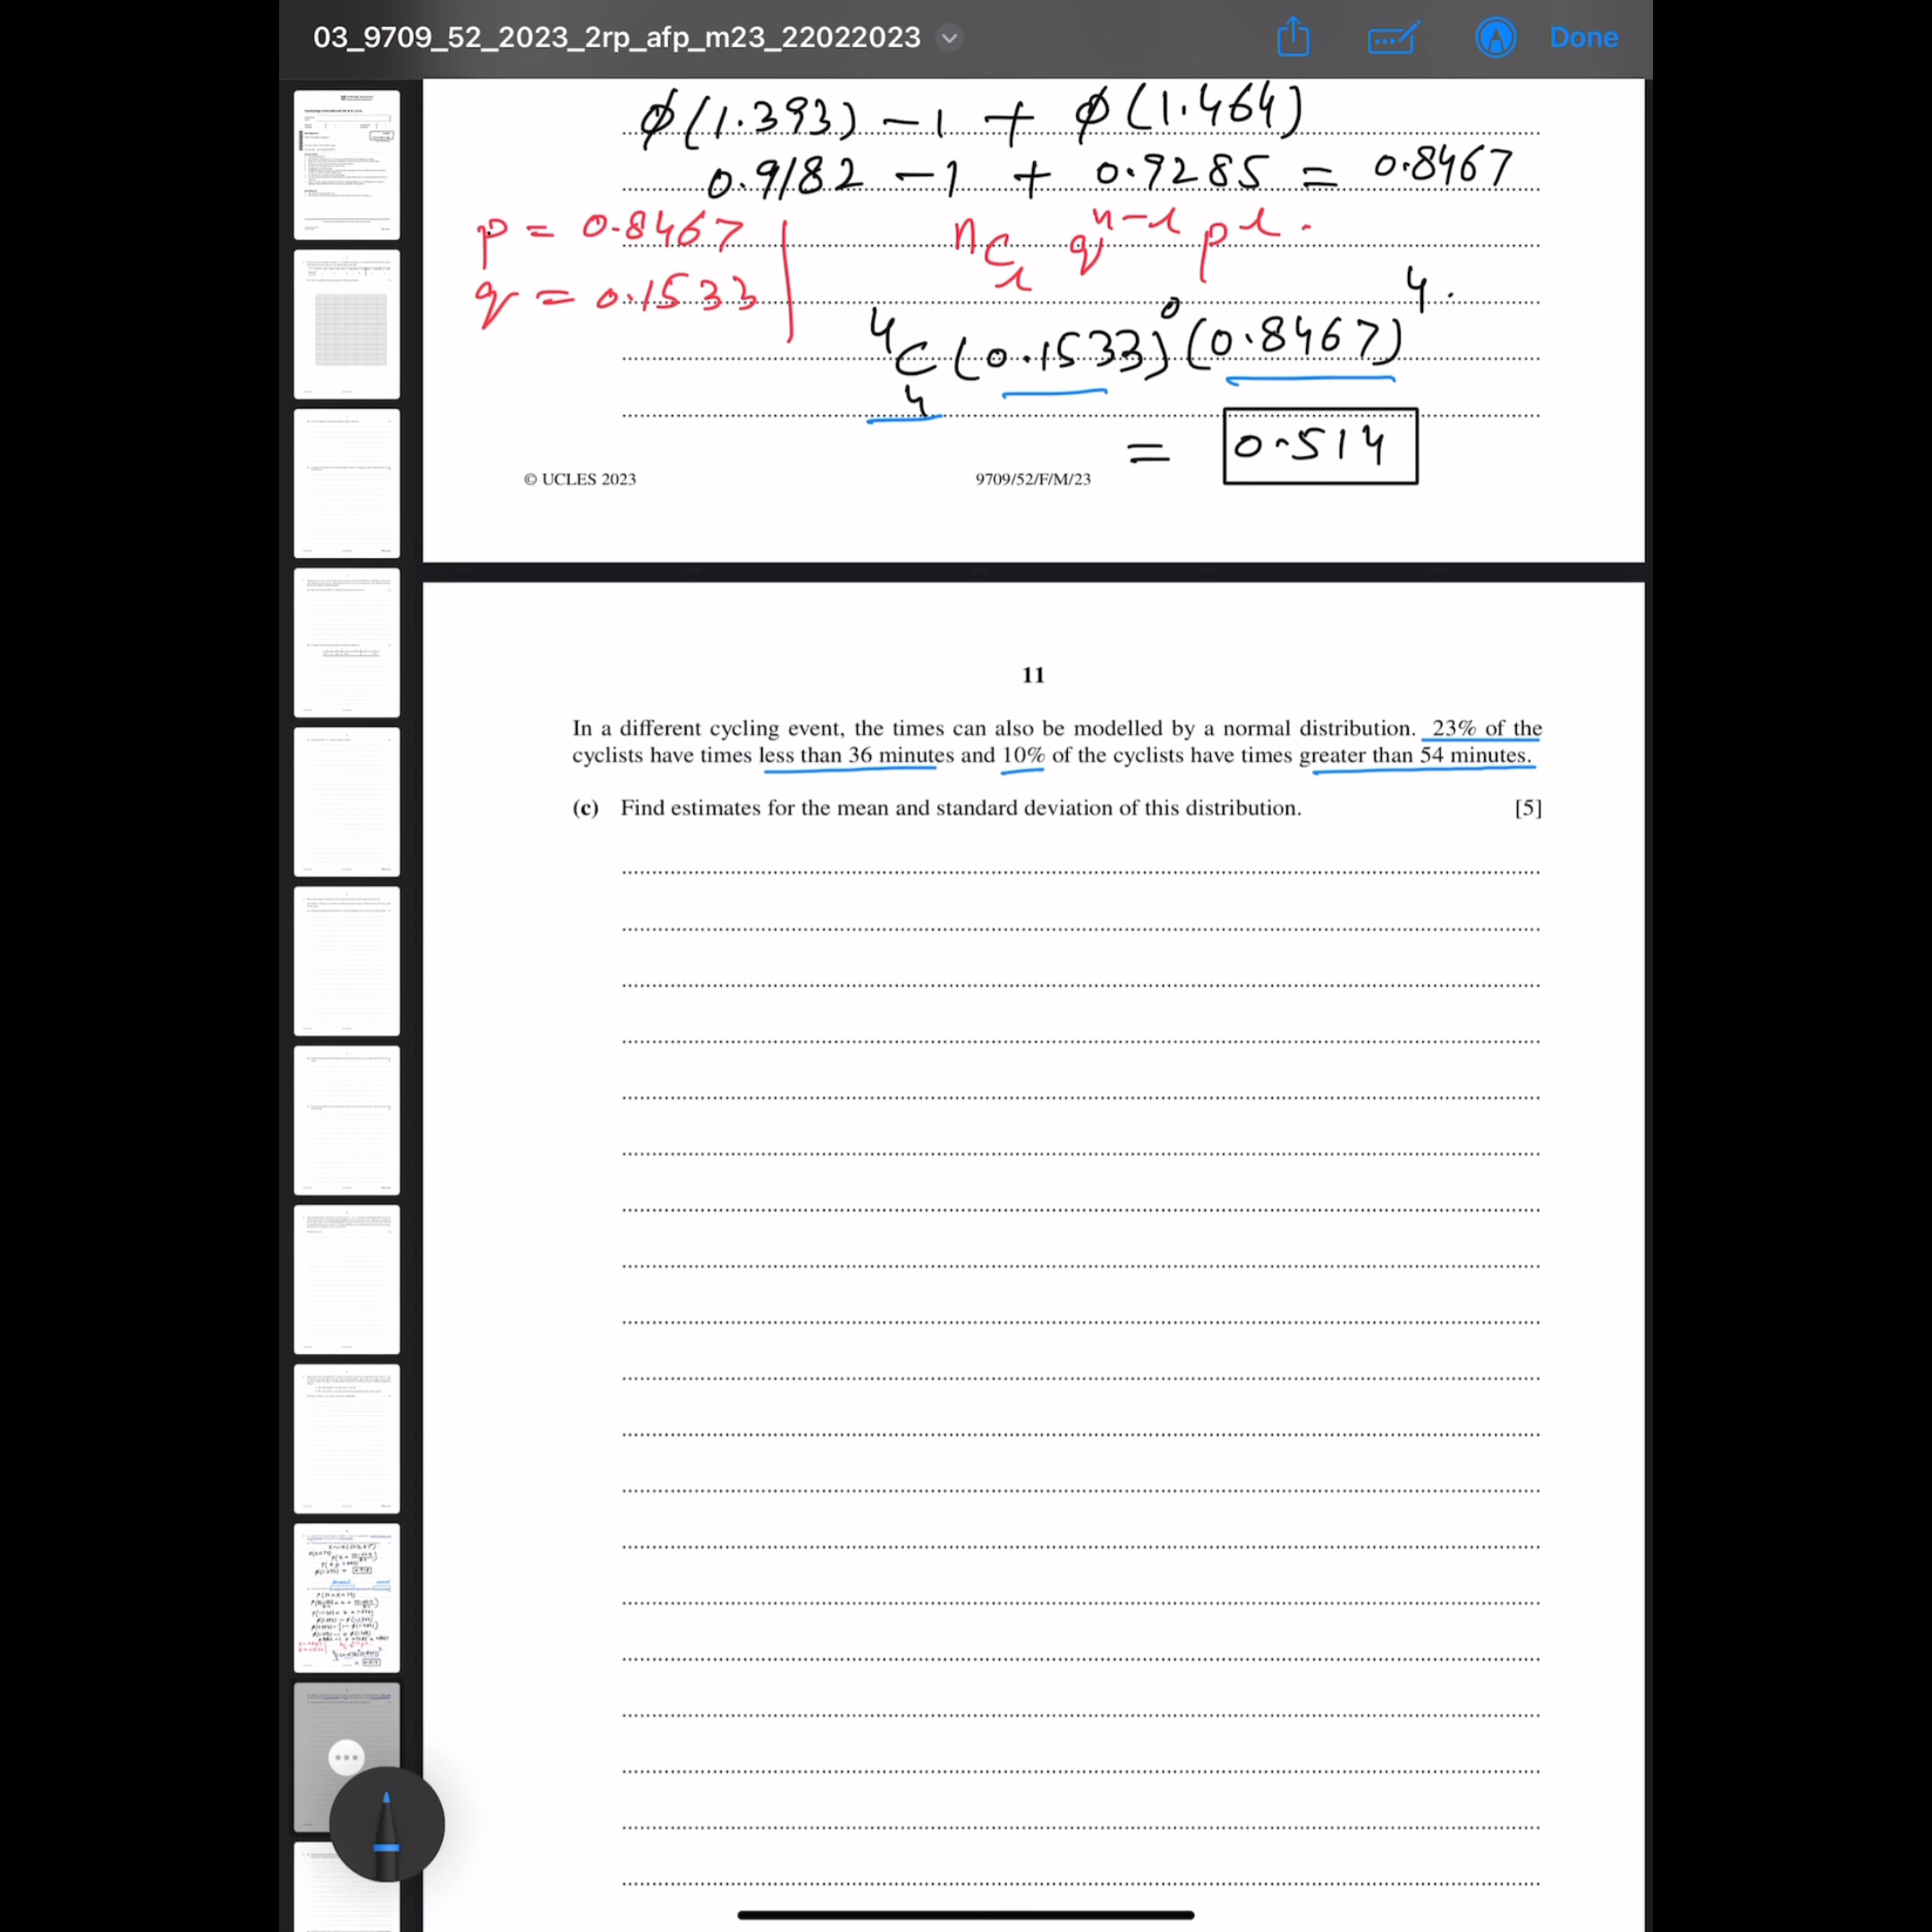 03_9709_52_2023_2rp_afp_m23_22022023
Done
ϕ(1.393) – 1 + ϕ(1.464)
0.9182 – 1 + 0.9285 = 0.8467
p = 0.8467
q = 0.1533
⁴C₄ (0.1533)⁰ (0.8467)⁴.
= 0.514
© UCLES 2023
9709/52/F/M/23
11
In a different cycling event, the times can also be modelled by a normal distribution. 23% of the
cyclists have times less than 36 minutes and 10% of the cyclists have times greater than 54 minutes.
(c) Find estimates for the mean and standard deviation of this distribution. [5]